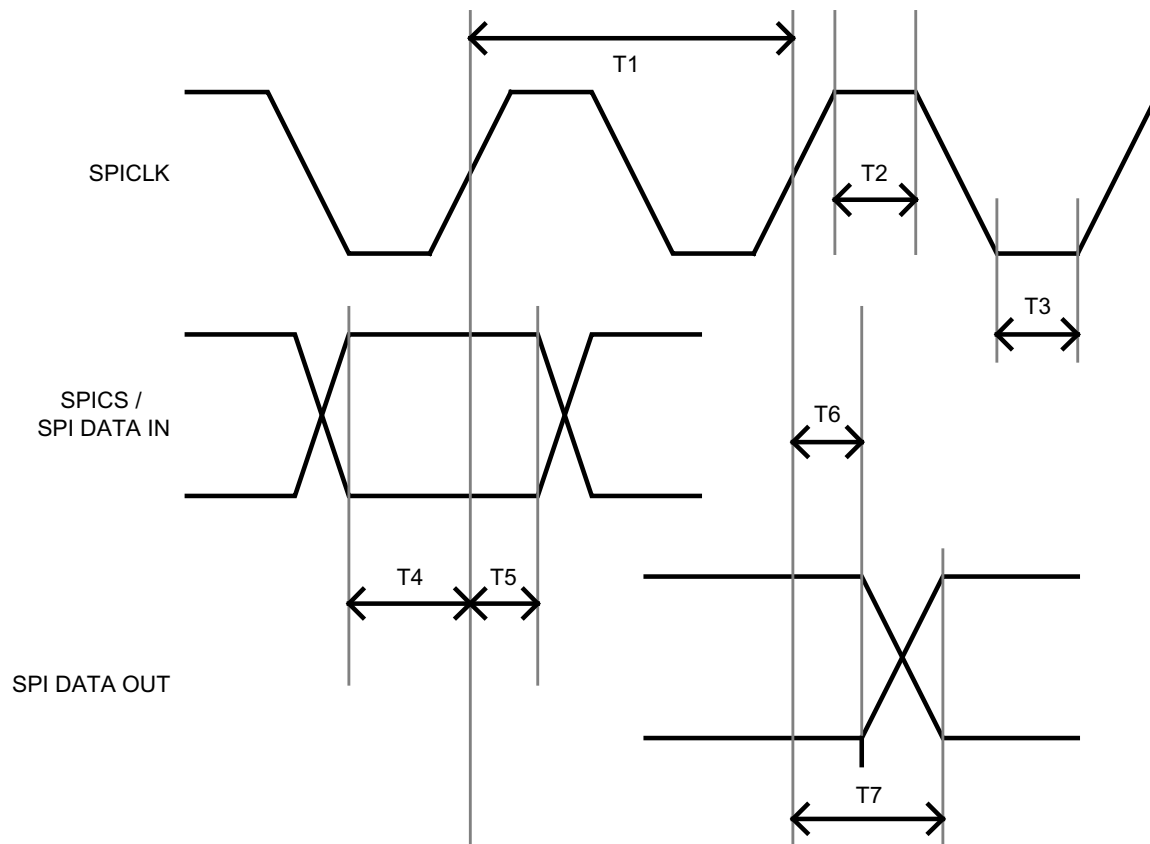 T1
SPICLK
T2
T3
SPICS /
SPI DATA IN
T6
T4
T5
SPI DATA OUT
T7